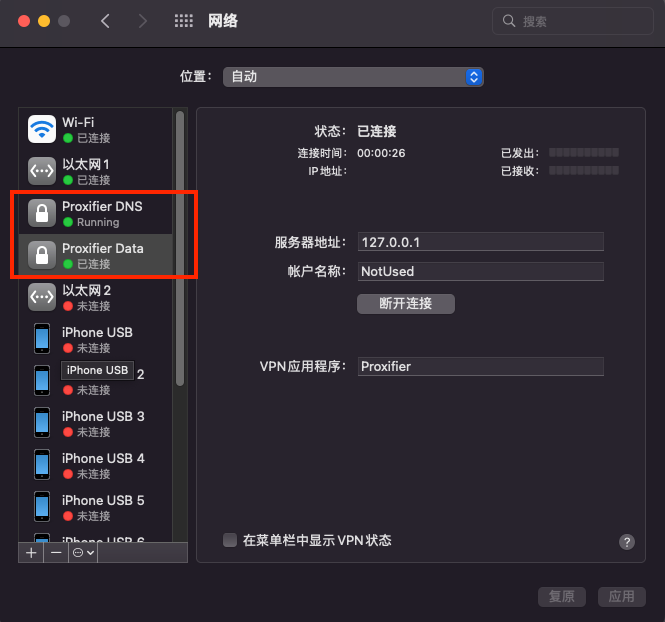 网络
搜索
位置：
自动
Wi-Fi
已连接
以太网 1
已连接
Proxifier DNS
Running
Proxifier Data
已连接
以太网 2
未连接
iPhone USB
未连接
iPhone USB 2
未连接
iPhone USB 3
未连接
iPhone USB 4
未连接
iPhone USB 5
未连接
iPhone USB 6
状态： 已连接
连接时间： 00:00:26
已发出：
IP地址：
已接收：
服务器地址： 127.0.0.1
帐户名称： NotUsed
断开连接
VPN应用程序： Proxifier
在菜单栏中显示 VPN 状态
?
复原
应用